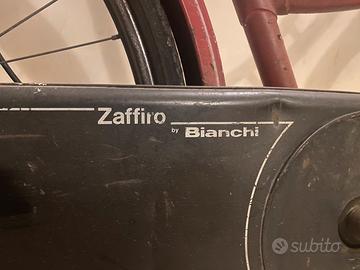 Zaffiro
by Bianchi
subito